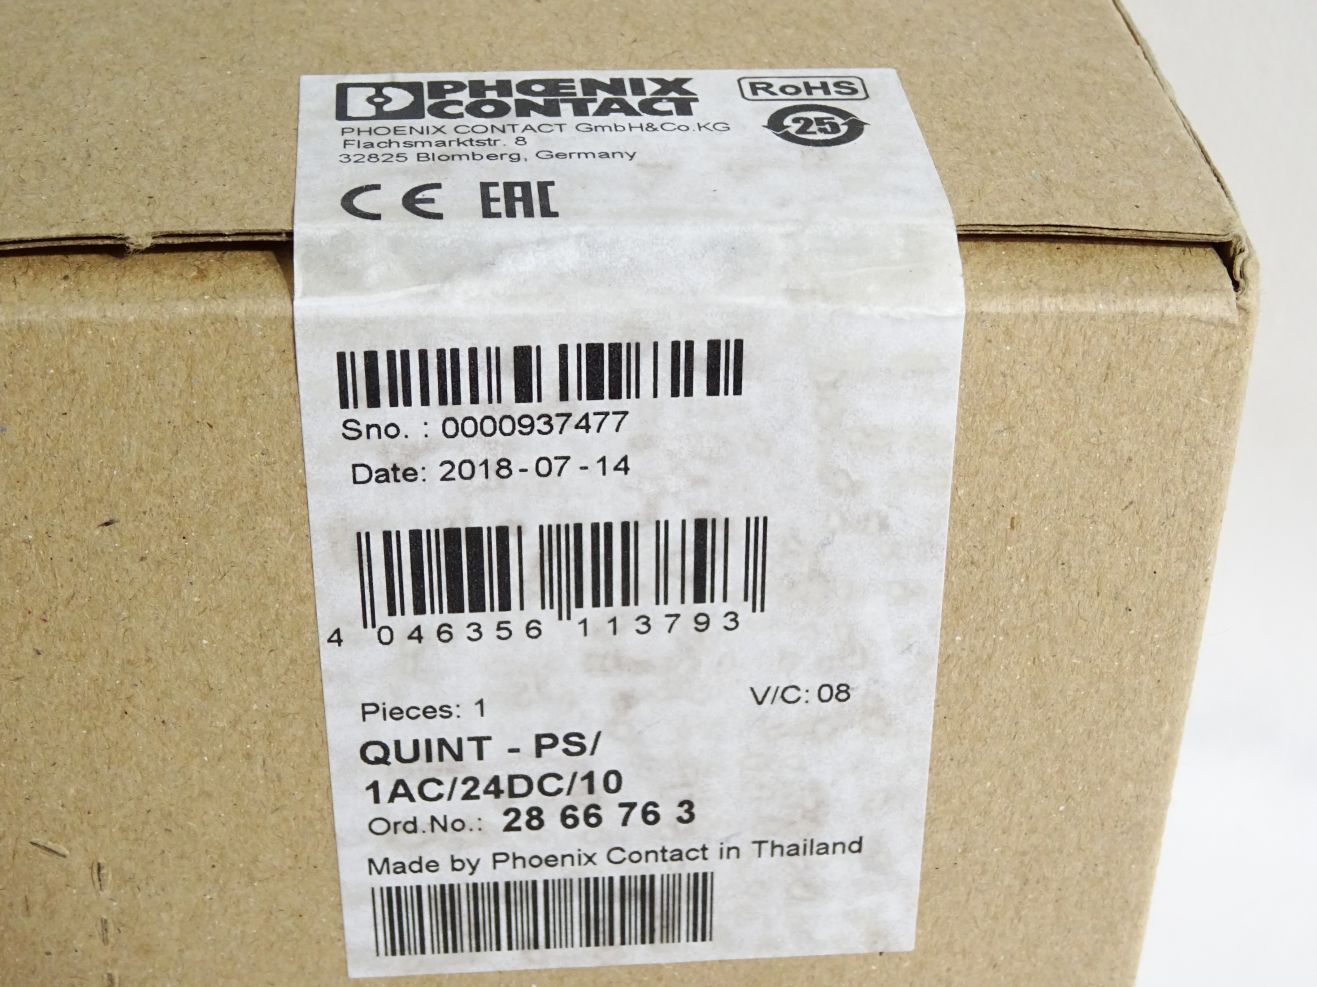 PHŒNIX
CONTACT
RoHS
25
PHOENIX CONTACT GmbH&Co.KG
Flachsmarktstr. 8
32825 Blomberg, Germany
CE EAC
Sno. : 0000937477
Date: 2018-07-14
4 046356 113793
Pieces: 1
V/C: 08
QUINT - PS/
1AC/24DC/10
Ord.No.: 28 66 76 3
Made by Phoenix Contact in Thailand